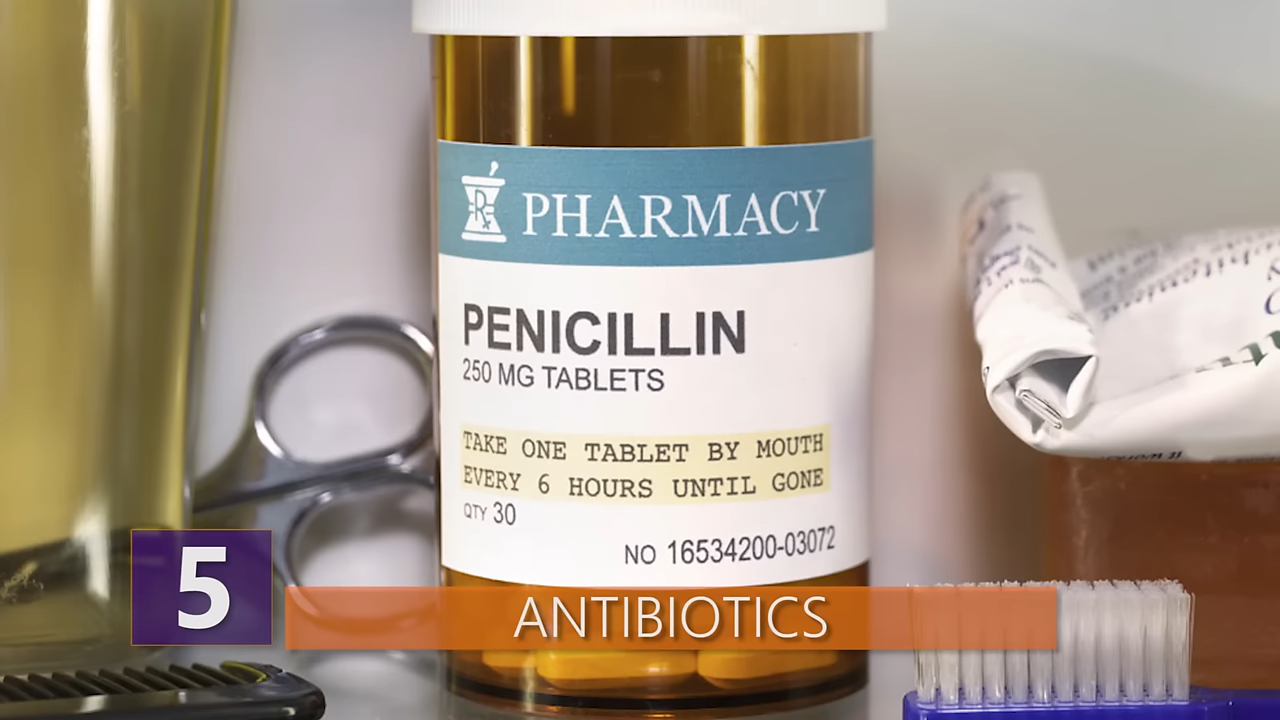 Rx PHARMACY
PENICILLIN
250 MG TABLETS
TAKE ONE TABLET BY MOUTH
EVERY 6 HOURS UNTIL GONE
QTY 30
NO 16534200-03072
5
ANTIBIOTICS